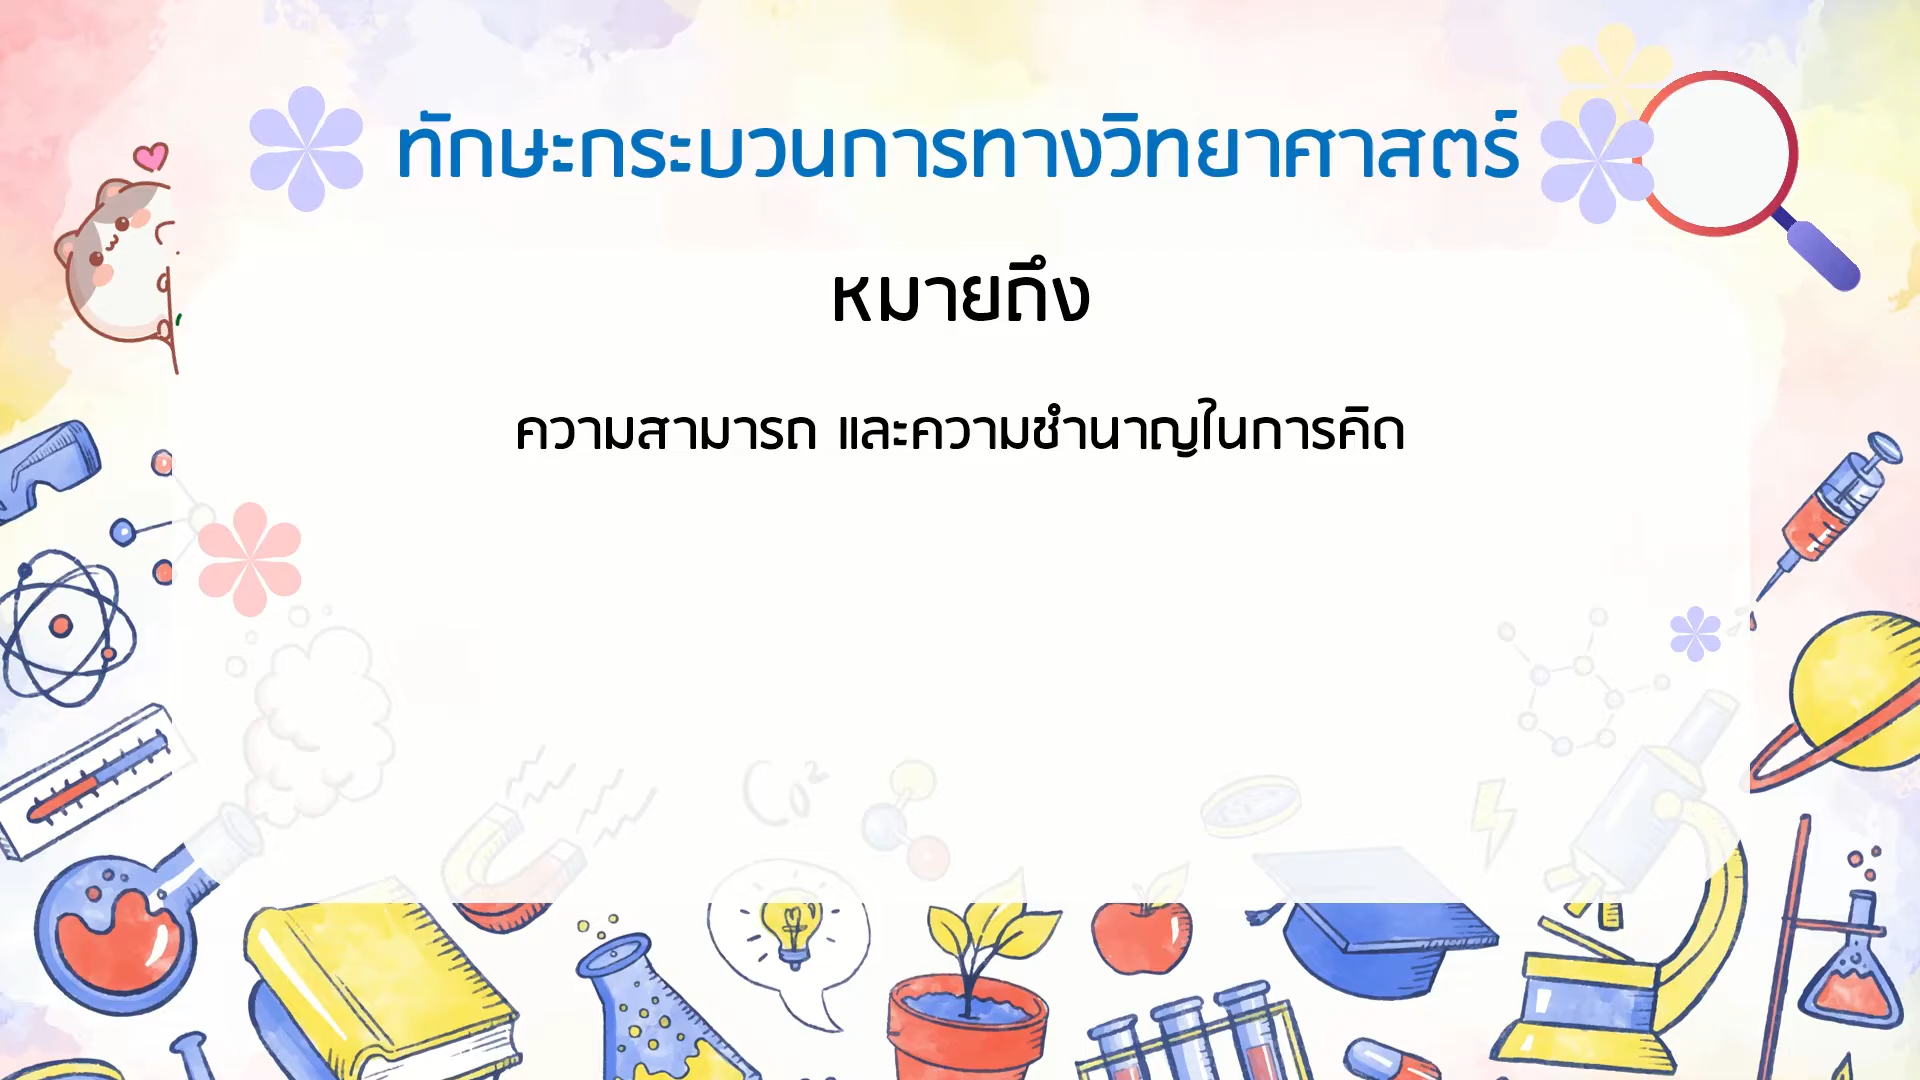 ทักษะกระบวนการทางวิทยาศาสตร์
หมายถึง
ความสามารถ และความชำนาญในการคิด